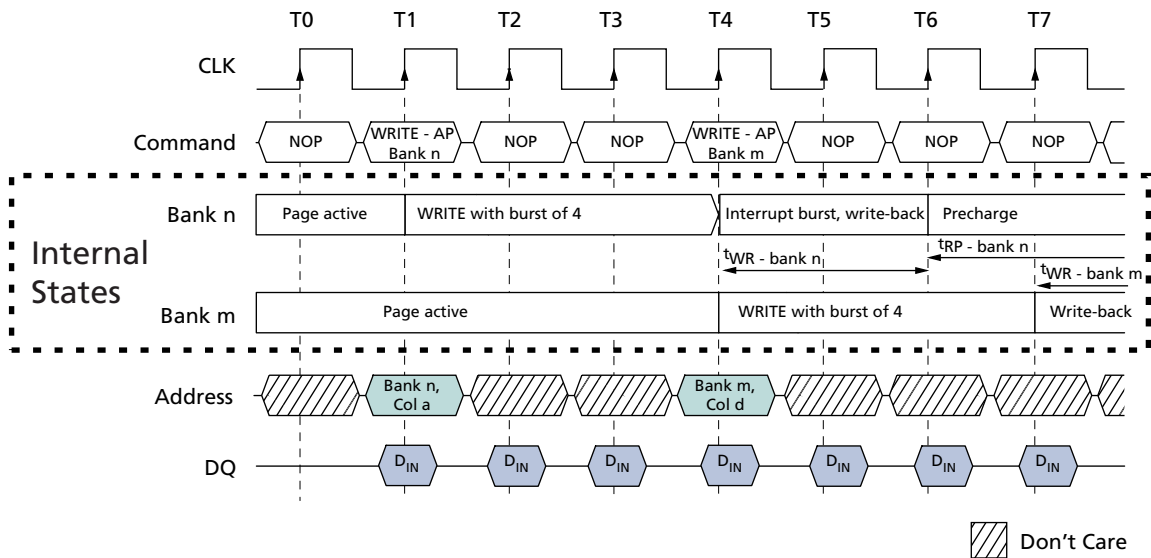 T0 T1 T2 T3 T4 T5 T6 T7
CLK
Command NOP WRITE - AP Bank n NOP NOP WRITE - AP Bank m NOP NOP NOP
Internal States
Bank n Page active WRITE with burst of 4 Interrupt burst, write-back Precharge
tWR - bank n tRP - bank n
tWR - bank m
Bank m Page active WRITE with burst of 4 Write-back
Address Bank n, Col a Bank m, Col d
DQ DIN DIN DIN DIN DIN DIN DIN
Don't Care